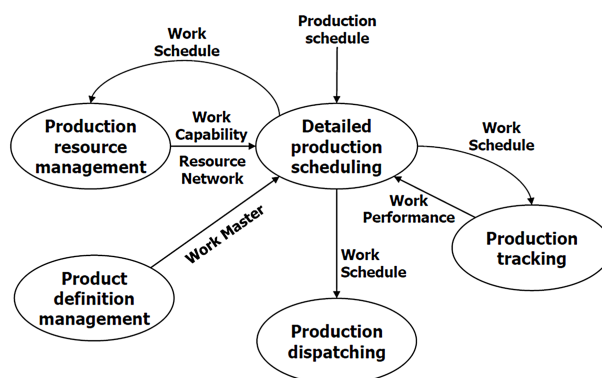 Production
schedule
Work
Schedule
Production
resource
management
Work
Capability
Resource
Network
Detailed
production
scheduling
Work
Schedule
Work
Performance
Production
tracking
Work Master
Work
Schedule
Product
definition
management
Production
dispatching